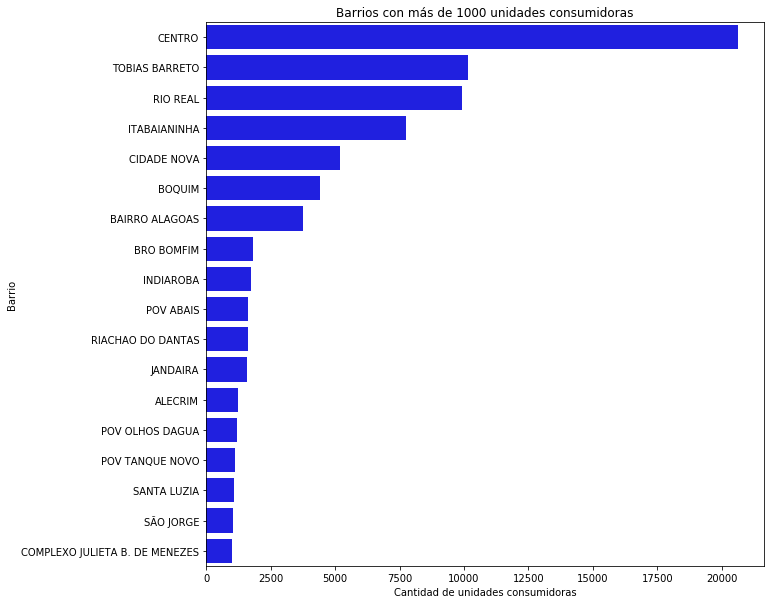 Barrios con más de 1000 unidades consumidoras
Barrio
CENTRO
TOBIAS BARRETO
RIO REAL
ITABAIANINHA
CIDADE NOVA
BOQUIM
BAIRRO ALAGOAS
BRO BOMFIM
INDIAROBA
POV ABAIS
RIACHAO DO DANTAS
JANDAIRA
ALECRIM
POV OLHOS DAGUA
POV TANQUE NOVO
SANTA LUZIA
SÃO JORGE
COMPLEXO JULIETA B. DE MENEZES
0 2500 5000 7500 10000 12500 15000 17500 20000
Cantidad de unidades consumidoras